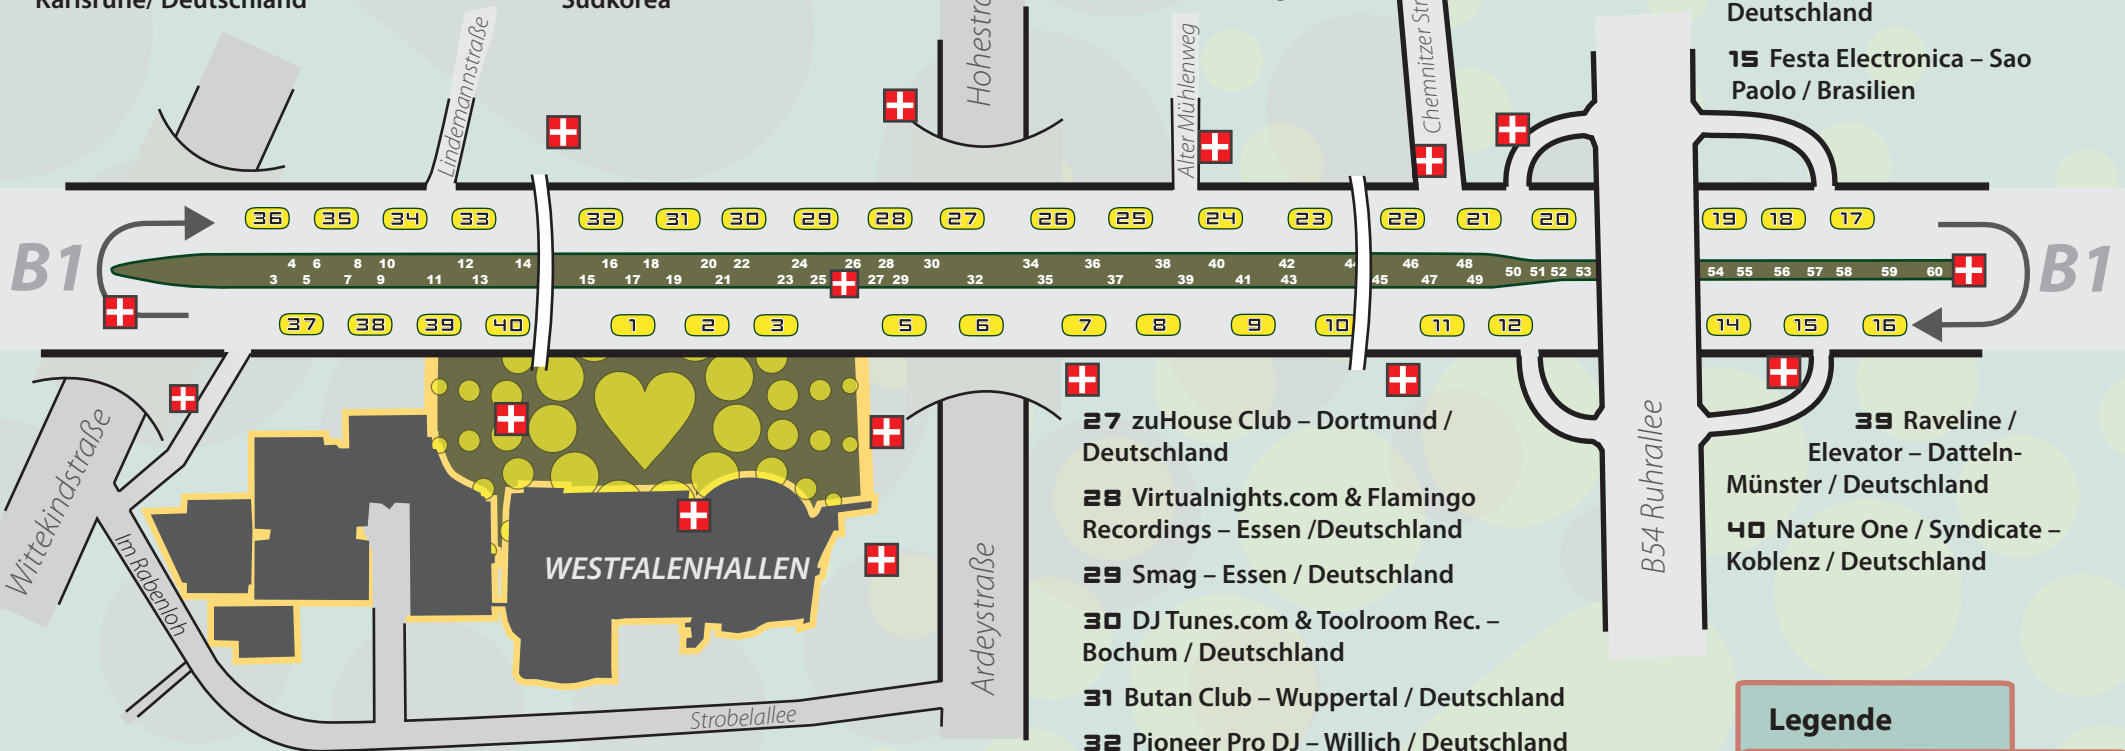 Karlsruhe/ Deutschland
Südkorea
Lindemannstraße
Alter Mühlenweg
Deutschland
15 Festa Electronica – Sao
Paolo / Brasilien
B1
36 35 34 33 32 31 30 29 28 27 26 25 24 23 22 21 20 19 18 17
B1
4 6 8 10 12 14 16 18 20 22 24 26 28 30 34 36 38 40 42 44 46 48 50 51 52 53 54 55 56 57 58 59 60
3 5 7 9 11 13 15 17 19 21 23 25 27 29 32 35 37 39 41 43 45 47 49
37 38 39 40 1 2 3 5 6 7 8 9 10 11 12 14 15 16
Wittekindstraße
Im Rabenloh
WESTFALENHALLEN
Strobelallee
Ardeystraße
27 zuHouse Club – Dortmund /
Deutschland
28 Virtualnights.com & Flamingo
Recordings – Essen /Deutschland
29 Smag – Essen / Deutschland
30 DJ Tunes.com & Toolroom Rec. –
Bochum / Deutschland
31 Butan Club – Wuppertal / Deutschland
32 Pioneer Pro DJ – Willich / Deutschland
B54 Ruhrallee
39 Raveline /
Elevator – Datteln-
Münster / Deutschland
40 Nature One / Syndicate –
Koblenz / Deutschland
Legende